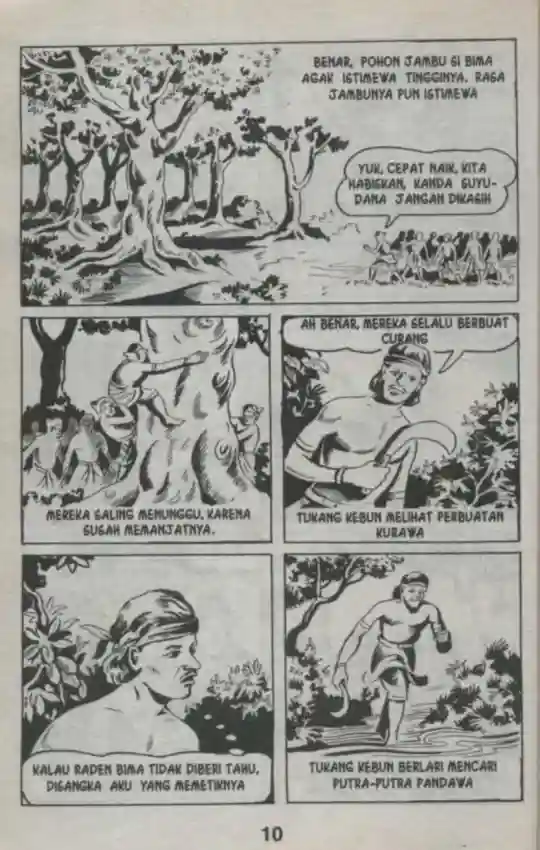 BENAR, POHON JAMBU SI BIMA
AGAK ISTIMEWA TINGGINYA. RASA
JAMBUNYA PUN ISTIMEWA
YUK, CEPAT NAIK, KITA
HABISKAN, KANDA SUYU-
DANA JANGAN DIKASIH
MEREKA SALING MENUNGGU, KARENA
SUSAH MEMANJATNYA.
AH BENAR, MEREKA SELALU BERBUAT
CURANG
TUKANG KEBUN MELIHAT PERBUATAN
KURAWA
KALAU RADEN BIMA TIDAK DIBERI TAHU,
DISANGKA AKU YANG MEMETIKNYA
TUKANG KEBUN BERLARI MENCARI
PUTRA-PUTRA PANDAWA
10